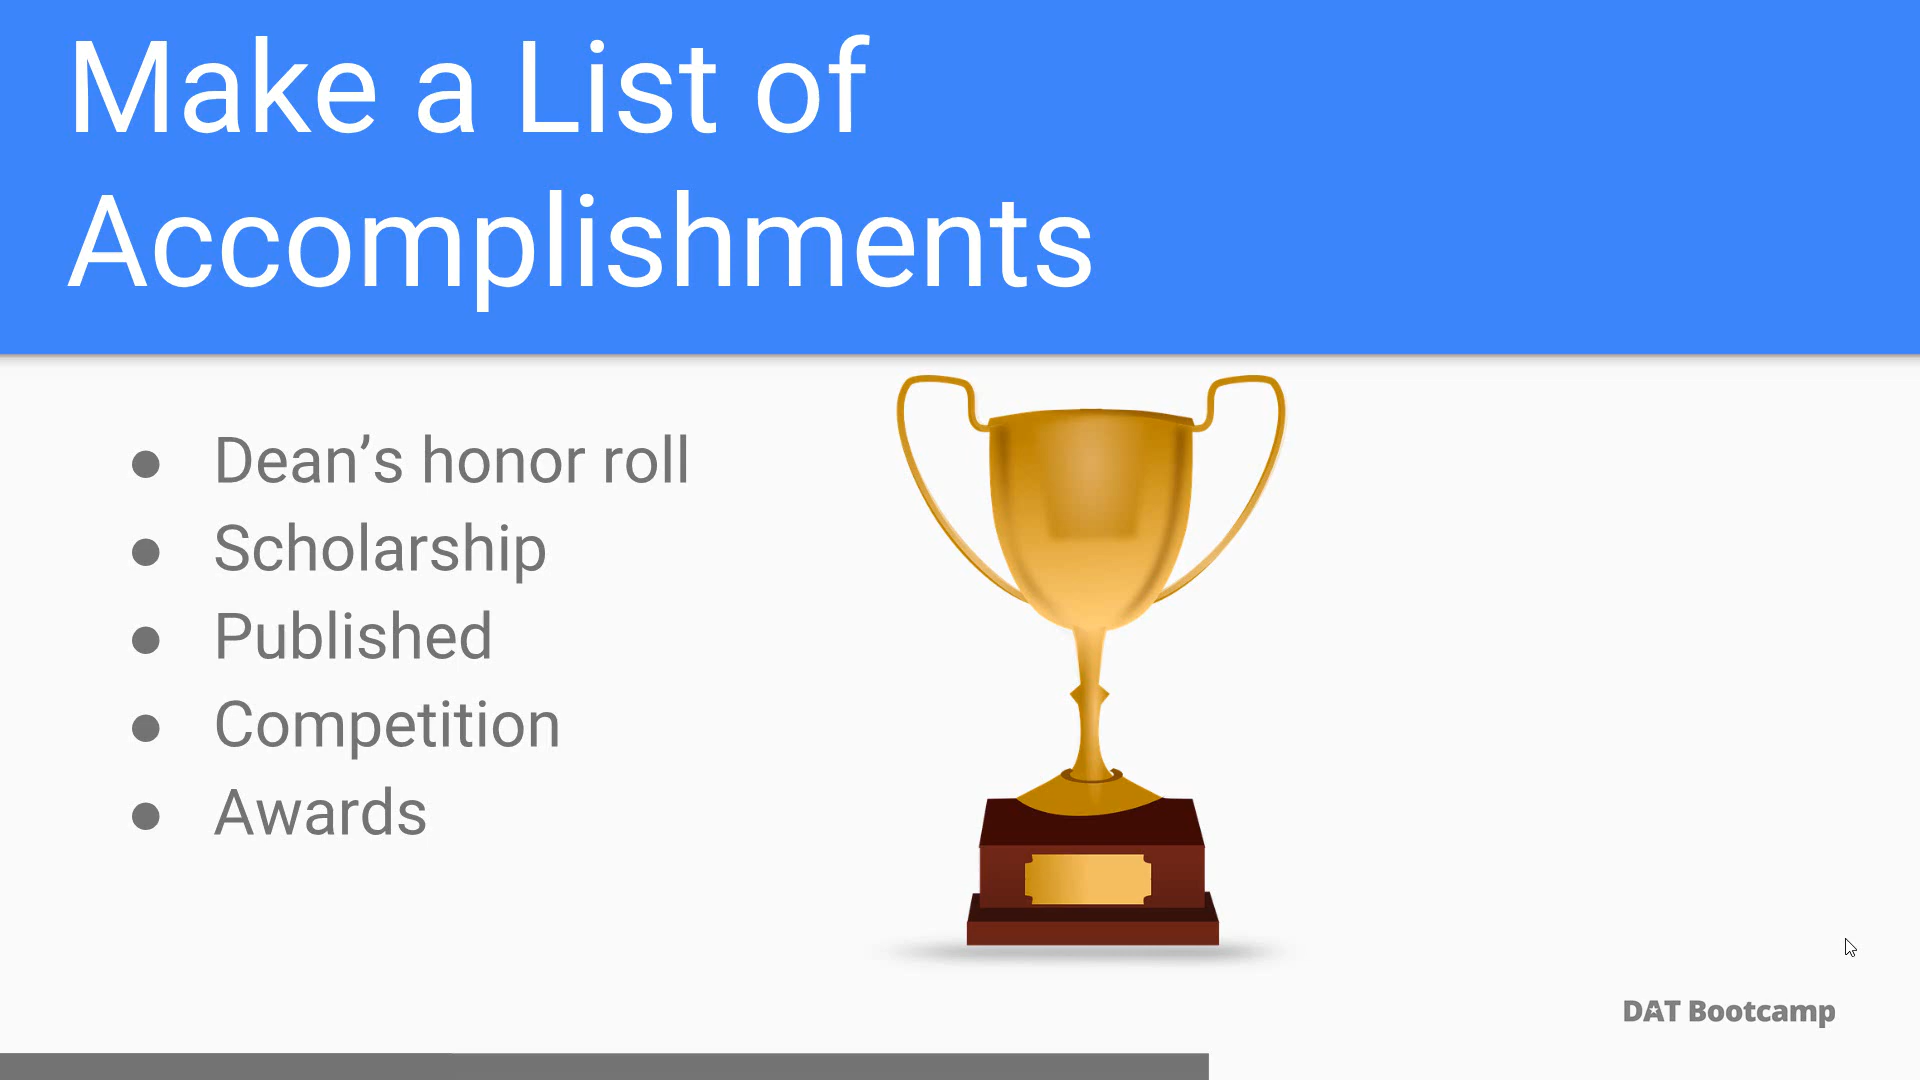 Make a List of
Accomplishments
● Dean’s honor roll
● Scholarship
● Published
● Competition
● Awards
DAT Bootcamp